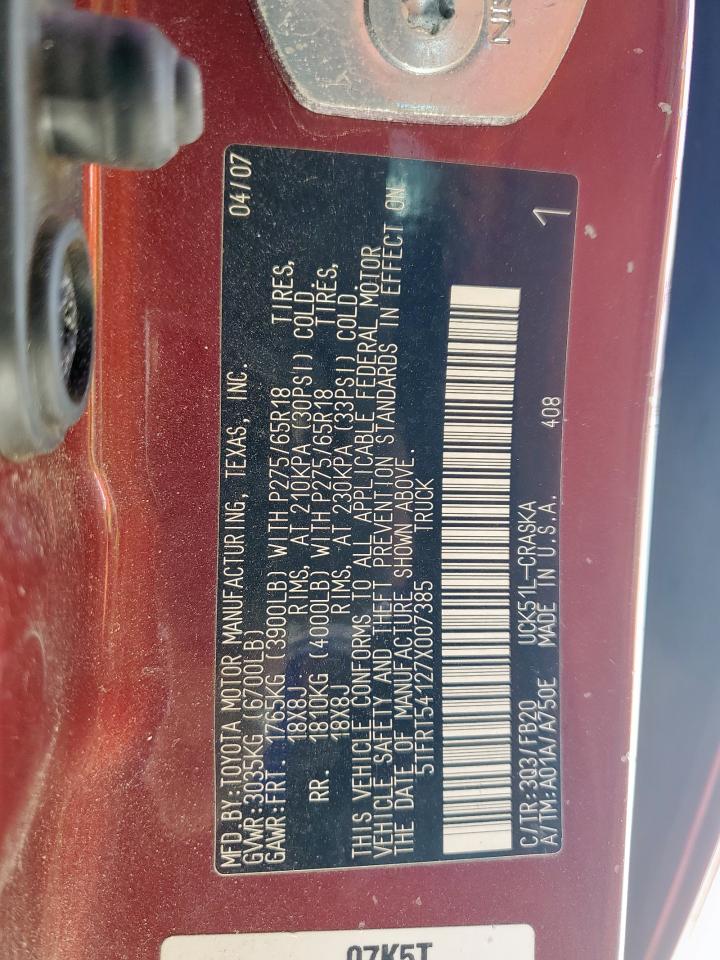 MFD BY: TOYOTA MOTOR MANUFACTURING, TEXAS, INC. 04/07
GVWR:3035KG (6700LB)
GAWR:FRT. 1765KG (3900LB) WITH P275/65R18 TIRES,
18X8J RIMS, AT 210KPA (30PSI) COLD
RR. 1810KG (4000LB) WITH P275/65R18 TIRES,
18X8J RIMS, AT 230KPA (33PSI) COLD
THIS VEHICLE CONFORMS TO ALL APPLICABLE FEDERAL MOTOR
VEHICLE SAFETY AND THEFT PREVENTION STANDARDS IN EFFECT ON
THE DATE OF MANUFACTURE SHOWN ABOVE.
5TFRT54127X007385 TRUCK
C/TR:3Q3/FB20 UCK51L-CRASKA
A/TM:A01A/A750E MADE IN U.S.A. 408 1
07K5T